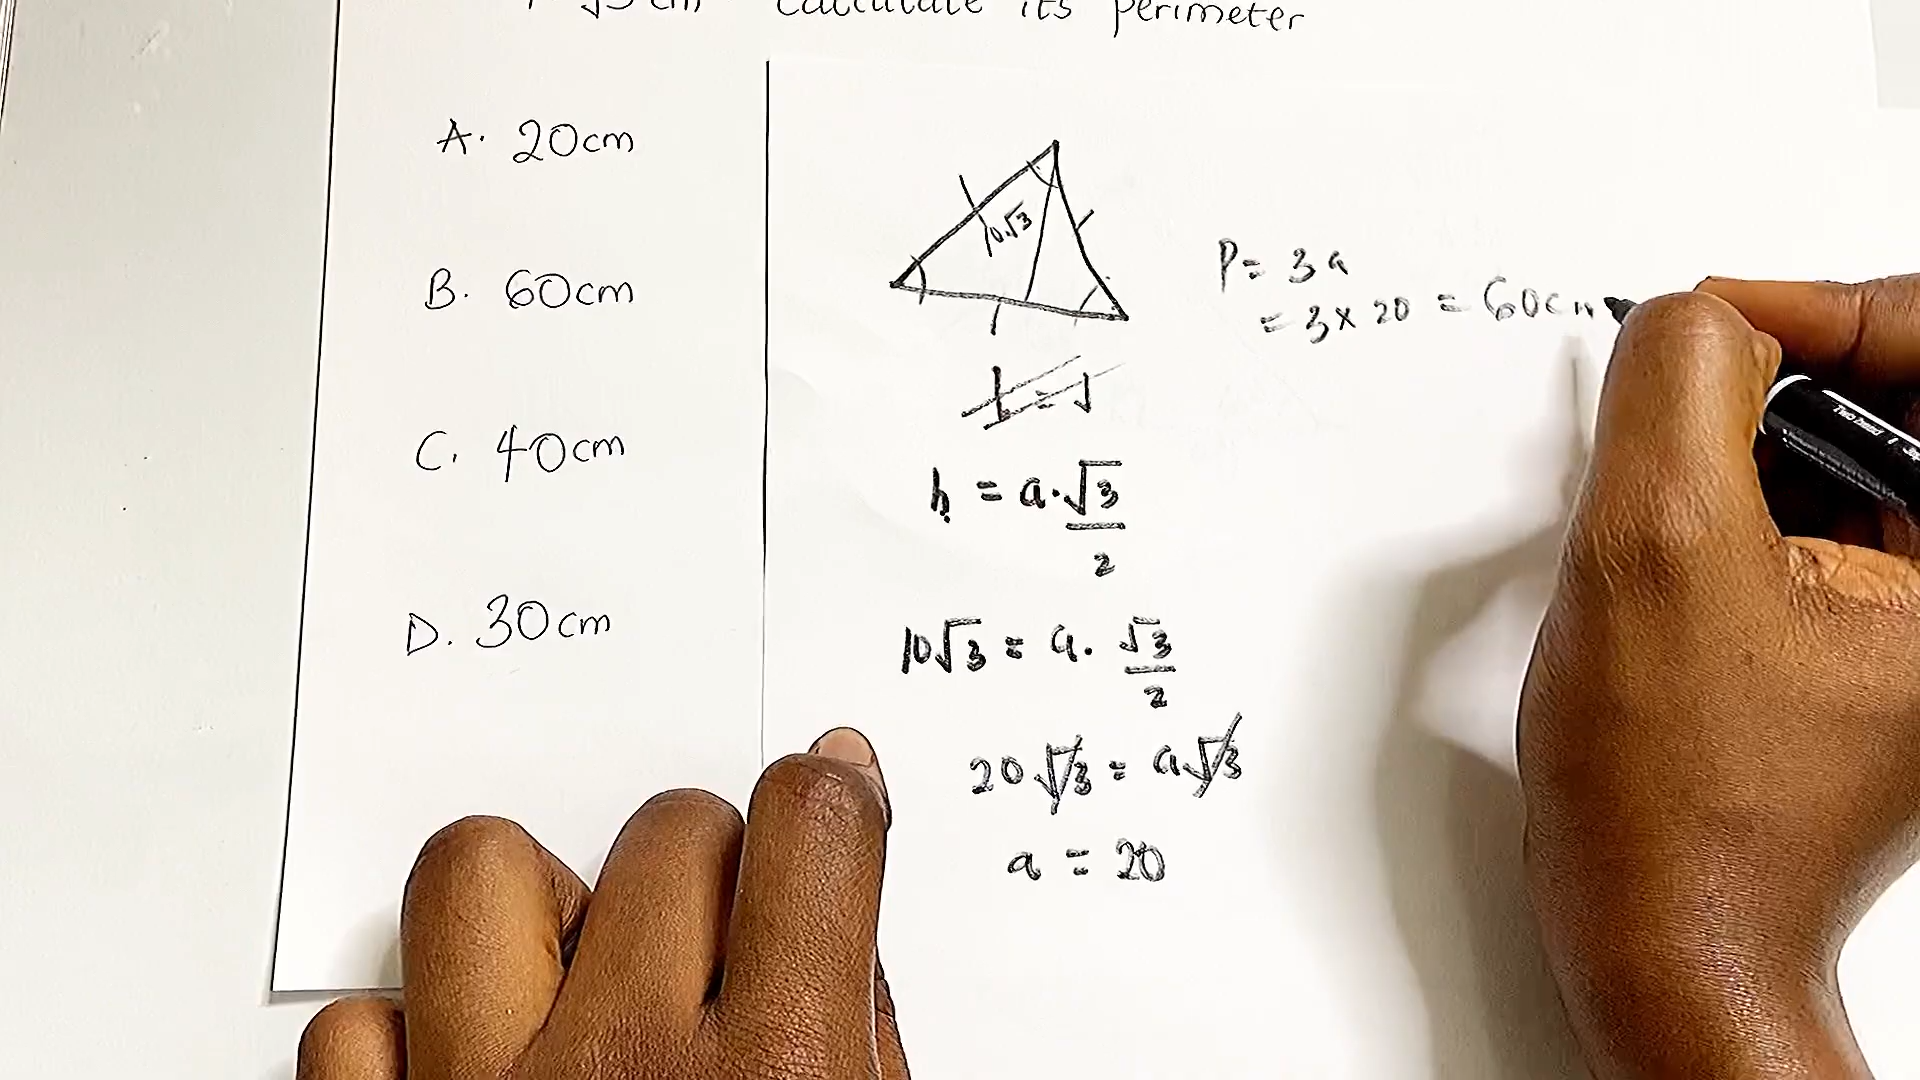 √3cm Calculate its perimeter
A. 20cm
B. 60cm
C. 40cm
D. 30cm
10√3
P = 3a
= 3 x 20 = 60cm
h = a·√3/2
10√3 = a. √3/2
20√3 = a√3
a = 20